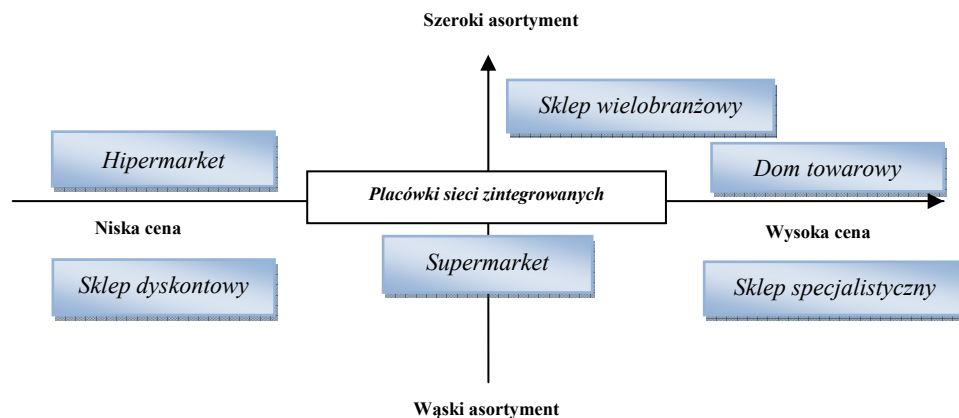 Szeroki asortyment
Sklep wielobranżowy
Hipermarket
Dom towarowy
Placówki sieci zintegrowanych
Niska cena
Wysoka cena
Supermarket
Sklep dyskontowy
Sklep specjalistyczny
Wąski asortyment